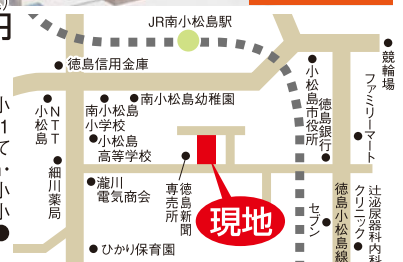 円
JR南小松島駅
徳島信用金庫
競輪場
小松島市役所
徳島銀行
ファミリーマート
NTT
小松島
南小松島幼稚園
南小松島
小学校
小松島
高等学校
細川薬局
瀧川
電気商会
徳島新聞
専売所
現地
セブン
徳島小松島線
辻泌尿器科内科
クリニック
ひかり保育園